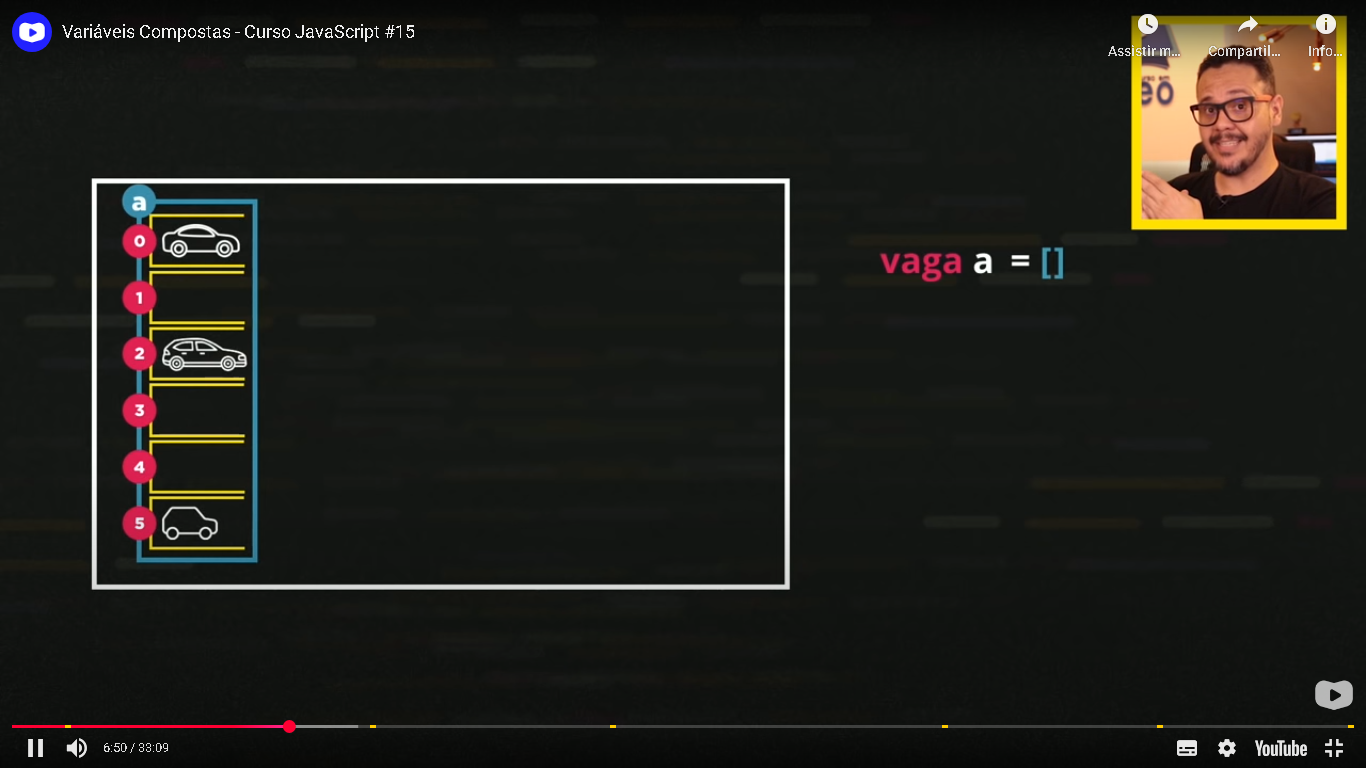 Variáveis Compostas - Curso JavaScript #15
Assistir m...
Compartil...
Info...
a
0
1
2
3
4
5
vaga a = []
6:50 / 33:09
YouTube